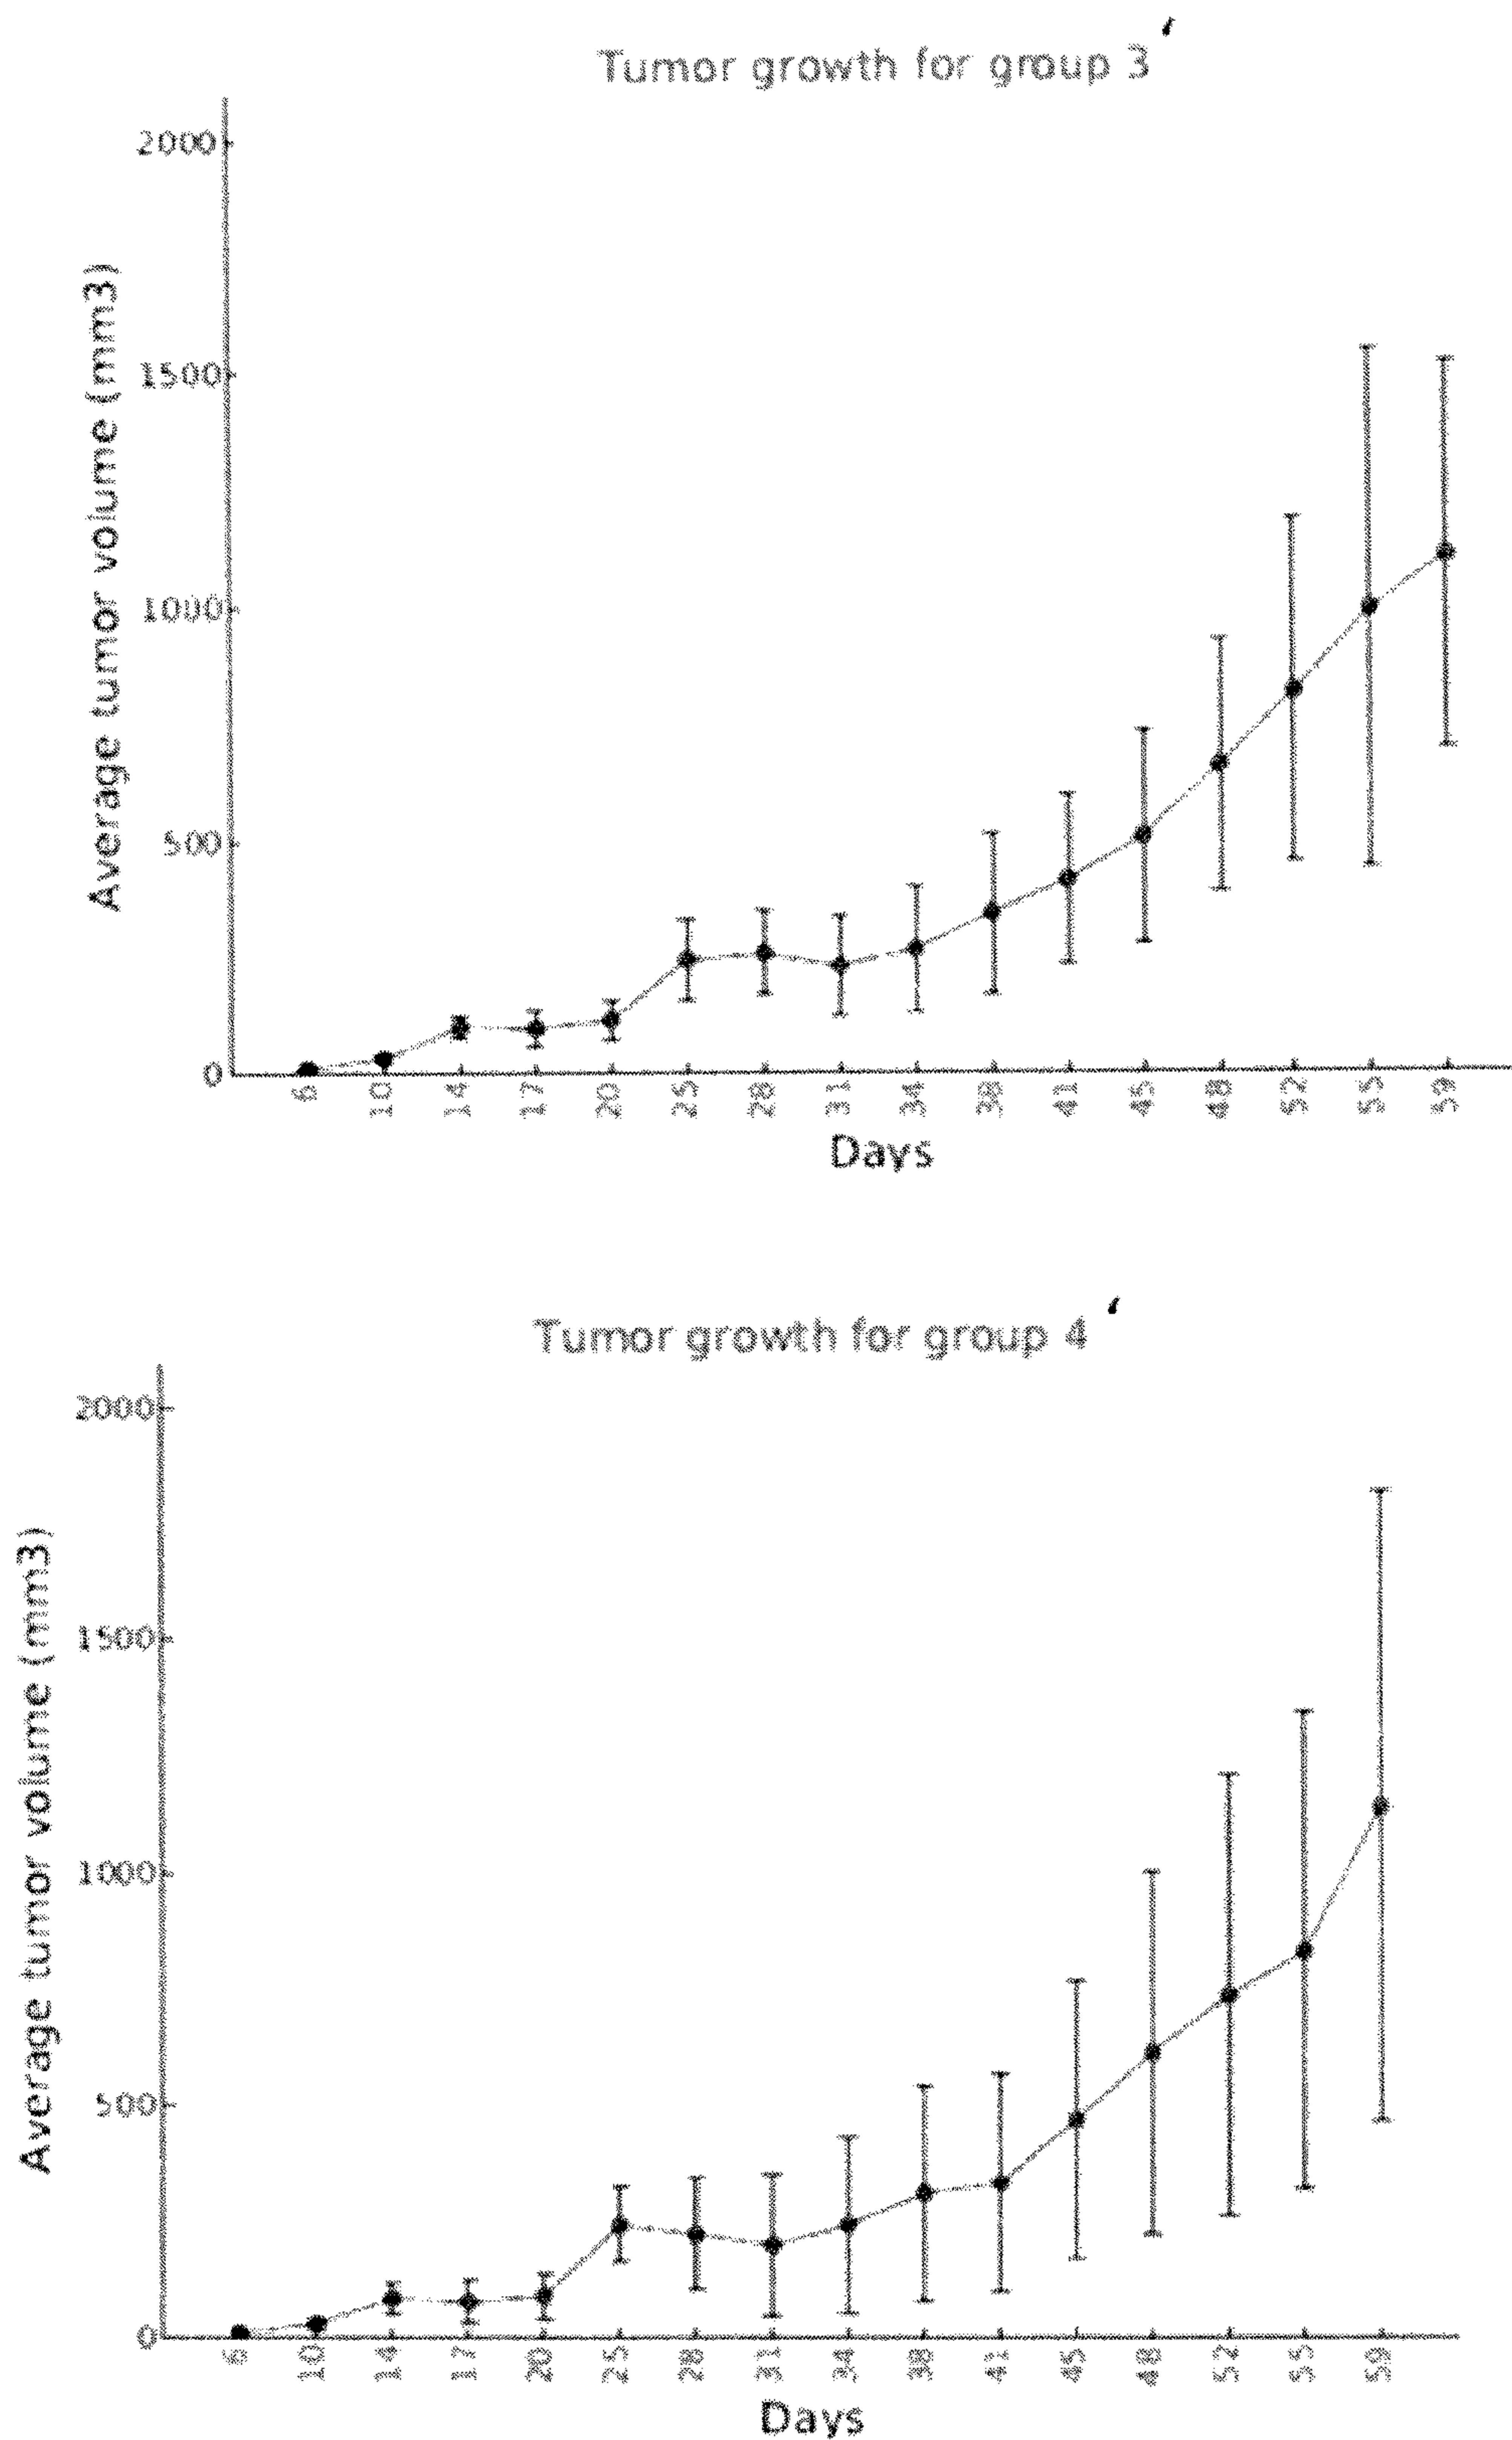 Tumor growth for group 3'
Average tumor volume (mm3)
2000
1500
1000
500
0
6 10 14 17 20 25 28 31 34 38 41 45 48 52 55 59
Days
Tumor growth for group 4'
Average tumor volume (mm3)
2000
1500
1000
500
0
6 10 14 17 20 25 28 31 34 38 41 45 48 52 55 59
Days